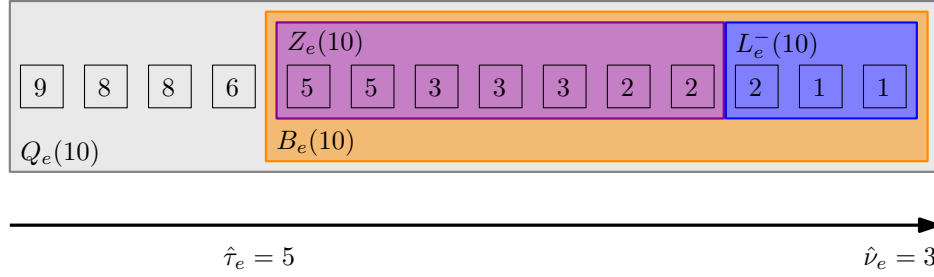 Z_e(10) L_e^-(10)
9 8 8 6 5 5 3 3 3 2 2 2 1 1
Q_e(10) B_e(10)
τ̂_e = 5 ν̂_e = 3